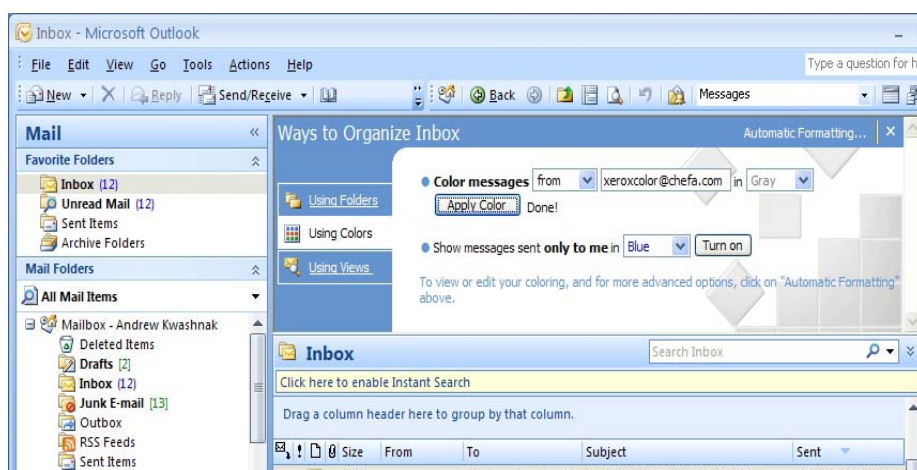 Inbox - Microsoft Outlook
File Edit View Go Tools Actions Help
Type a question for h
New Reply Send/Receive Back Messages
Mail
Favorite Folders
Inbox (12)
Unread Mail (12)
Sent Items
Archive Folders
Mail Folders
All Mail Items
Mailbox - Andrew Kwashnak
Deleted Items
Drafts [2]
Inbox (12)
Junk E-mail [13]
Outbox
RSS Feeds
Sent Items
Ways to Organize Inbox Automatic Formatting...
Using Folders
Using Colors
Using Views
Color messages from xeroxcolor@chefa.com in Gray
Apply Color Done!
Show messages sent only to me in Blue Turn on
To view or edit your coloring, and for more advanced options, click on "Automatic Formatting"
above.
Inbox Search Inbox
Click here to enable Instant Search
Drag a column header here to group by that column.
Size From To Subject Sent